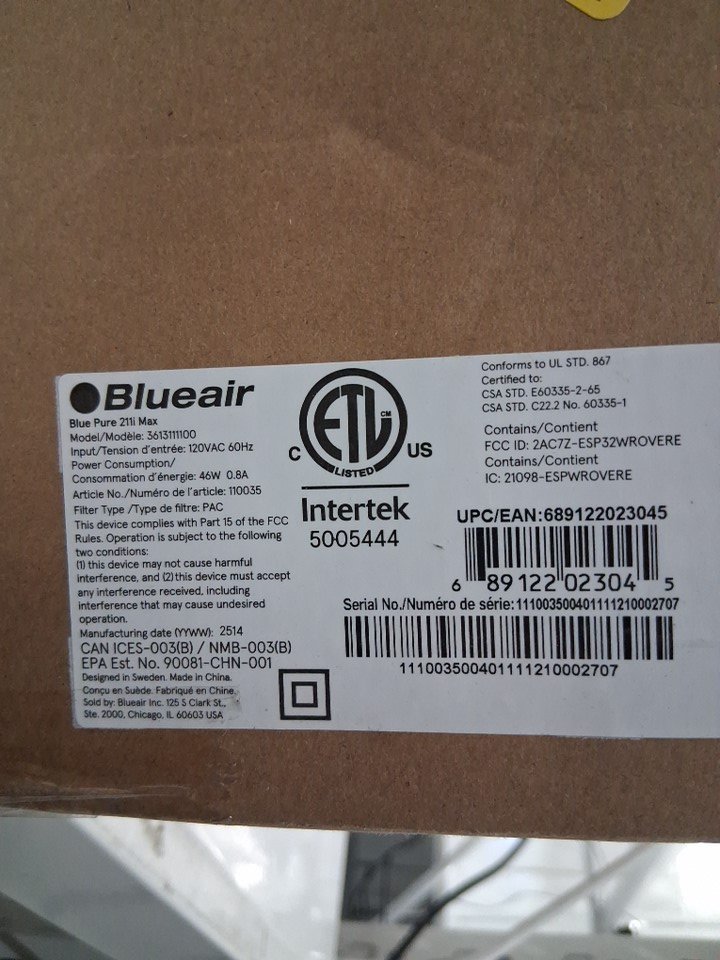 Blueair
Blue Pure 211i Max
Model/Modèle: 3613111100
Input/Tension d'entrée: 120VAC 60Hz
Power Consumption/
Consommation d'énergie: 46W 0.8A
Article No./Numéro de l'article: 110035
Filter Type /Type de filtre: PAC
This device complies with Part 15 of the FCC
Rules. Operation is subject to the following
two conditions:
(1) this device may not cause harmful
interference, and (2) this device must accept
any interference received, including
interference that may cause undesired
operation.
Manufacturing date (YYWW): 2514
CAN ICES-003(B) / NMB-003(B)
EPA Est. No. 90081-CHN-001
Designed in Sweden. Made in China.
Conçu en Suède. Fabriqué en Chine.
Sold by: Blueair Inc. 125 S Clark St.,
Ste. 2000, Chicago, IL 60603 USA
ETL CM
C US
LISTED
Intertek
5005444
Conforms to UL STD. 867
Certified to:
CSA STD. E60335-2-65
CSA STD. C22.2 No. 60335-1
Contains/Contient
FCC ID: 2AC7Z-ESP32WROVERE
Contains/Contient
IC: 21098-ESPWROVERE
UPC/EAN:689122023045
6 89122 02304 5
Serial No./Numéro de série:111003500401111210002707
111003500401111210002707